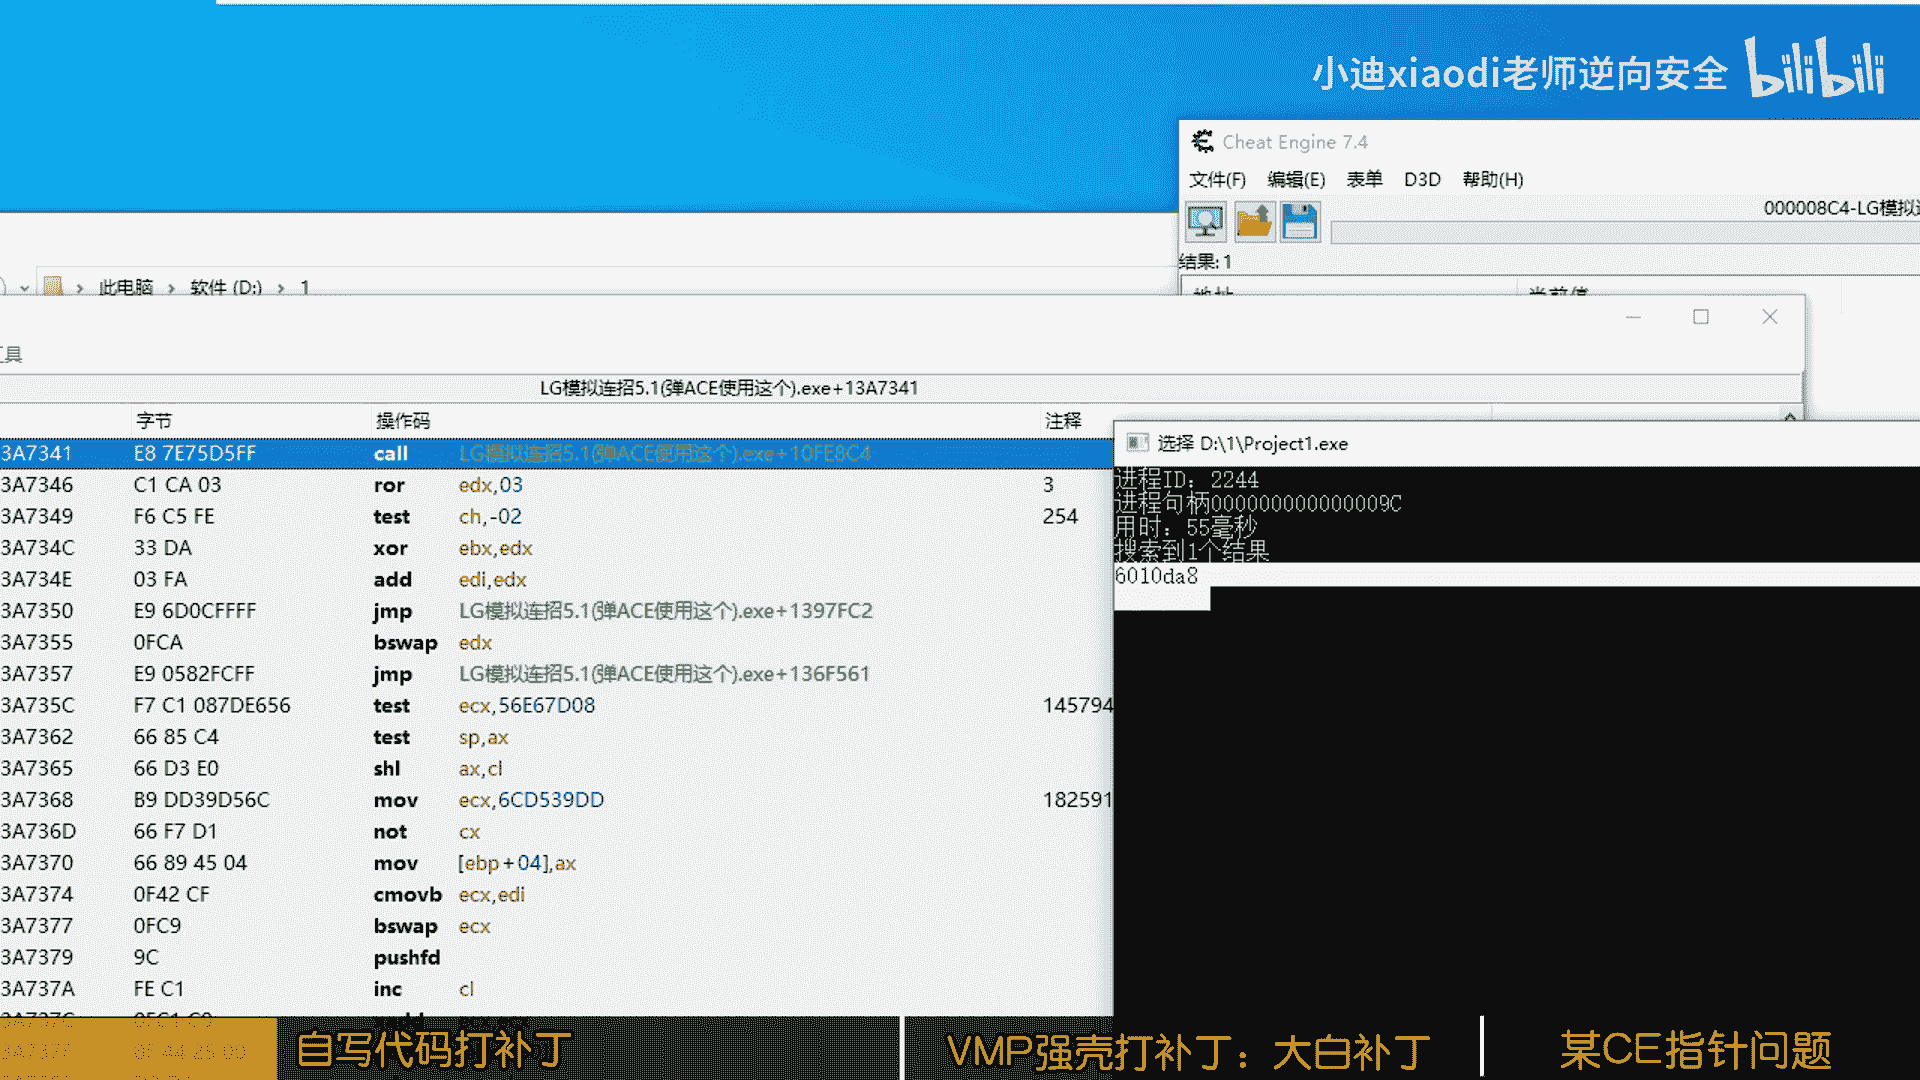 小迪xiaodi老师逆向安全 bilibili
Cheat Engine 7.4
文件(F) 编辑(E) 表单 D3D 帮助(H)
000008C4-LG模拟
结果: 1
地址 当前值
此电脑 › 软件 (D:) › 1
工具
LG模拟连招5.1(弹ACE使用这个).exe+13A7341
字节 操作码 注释
3A7341 E8 7E75D5FF call LG模拟连招5.1(弹ACE使用这个).exe+10FE8C4
3A7346 C1 CA 03 ror edx,03 3
3A7349 F6 C5 FE test ch,-02 254
3A734C 33 DA xor ebx,edx
3A734E 03 FA add edi,edx
3A7350 E9 6D0CFFFF jmp LG模拟连招5.1(弹ACE使用这个).exe+1397FC2
3A7355 0FCA bswap edx
3A7357 E9 0582FCFF jmp LG模拟连招5.1(弹ACE使用这个).exe+136F561
3A735C F7 C1 087DE656 test ecx,56E67D08 145794
3A7362 66 85 C4 test sp,ax
3A7365 66 D3 E0 shl ax,cl
3A7368 B9 DD39D56C mov ecx,6CD539DD 182591
3A736D 66 F7 D1 not cx
3A7370 66 89 45 04 mov [ebp+04],ax
3A7374 0F42 CF cmovb ecx,edi
3A7377 0FC9 bswap ecx
3A7379 9C pushfd
3A737A FE C1 inc cl
选择 D:\1\Project1.exe
进程ID：2244
进程句柄000000000000009C
用时：55毫秒
搜索到1个结果
6010da8
自写代码打补丁
VMP强壳打补丁：大白补丁
某CE指针问题